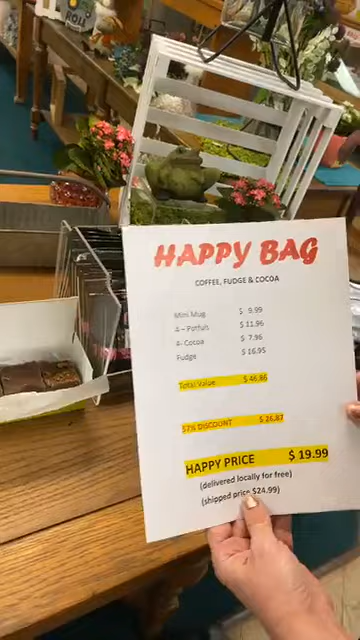 HAPPY BAG
COFFEE, FUDGE & COCOA
Mini Mug $ 9.99
4 - Potfuls $ 11.96
4- Cocoa $ 7.96
Fudge $ 16.95
Total Value $ 46.86
57% DISCOUNT $ 26.87
HAPPY PRICE $ 19.99
(delivered locally for free)
(shipped price $24.99)